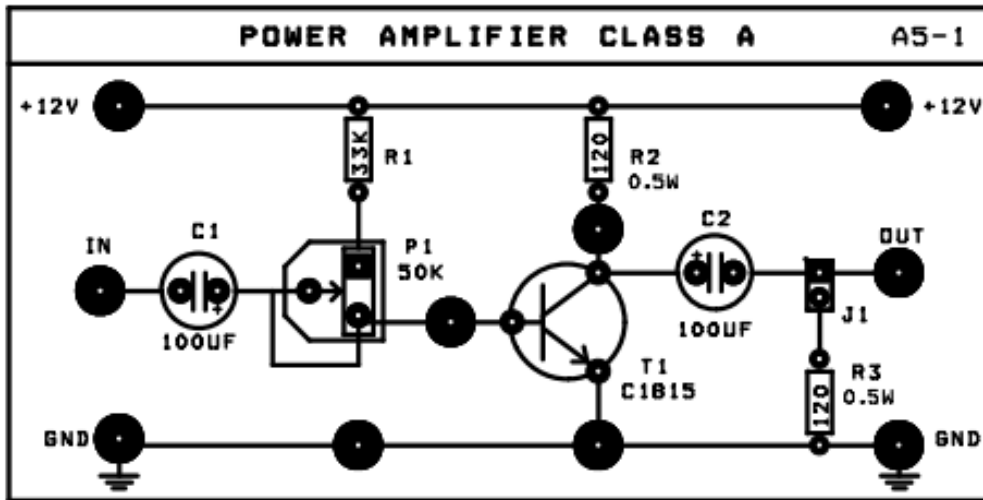 POWER AMPLIFIER CLASS A A5-1
+12V +12V
33K R1
120 R2
0.5W
C1
IN
P1
50K
C2
OUT
100UF
100UF
J1
T1
C1815
R3
0.5W
120
GND GND